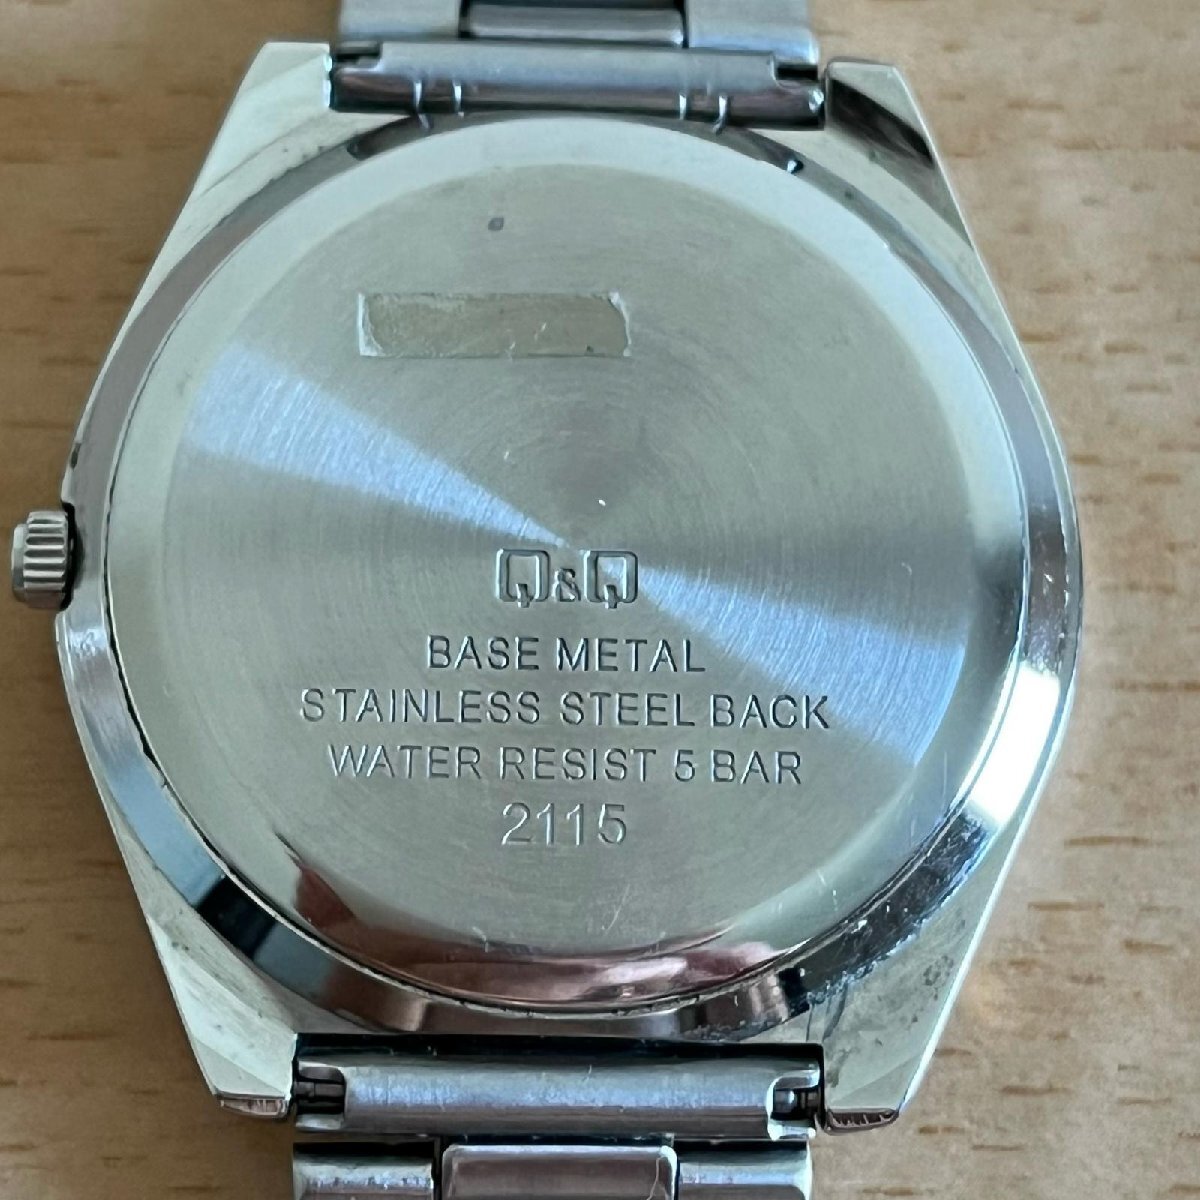 Q&Q
BASE METAL
STAINLESS STEEL BACK
WATER RESIST 5 BAR
2115